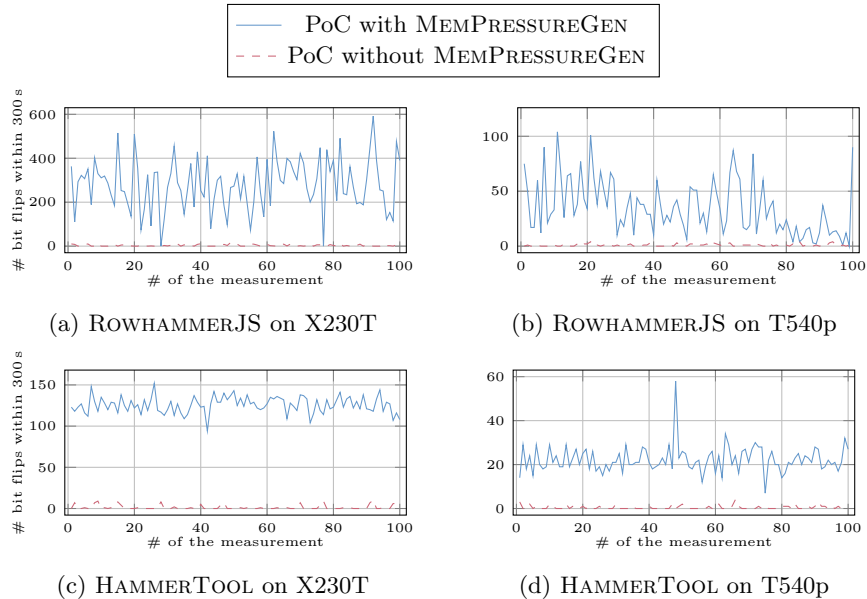 PoC with MEMPRESSUREGEN
PoC without MEMPRESSUREGEN
# bit flips within 300 s
600
400
200
0
0 20 40 60 80 100
# of the measurement
(a) ROWHAMMERJS on X230T
100
50
0
0 20 40 60 80 100
# of the measurement
(b) ROWHAMMERJS on T540p
# bit flips within 300 s
150
100
50
0
0 20 40 60 80 100
# of the measurement
(c) HAMMERTOOL on X230T
60
40
20
0
0 20 40 60 80 100
# of the measurement
(d) HAMMERTOOL on T540p